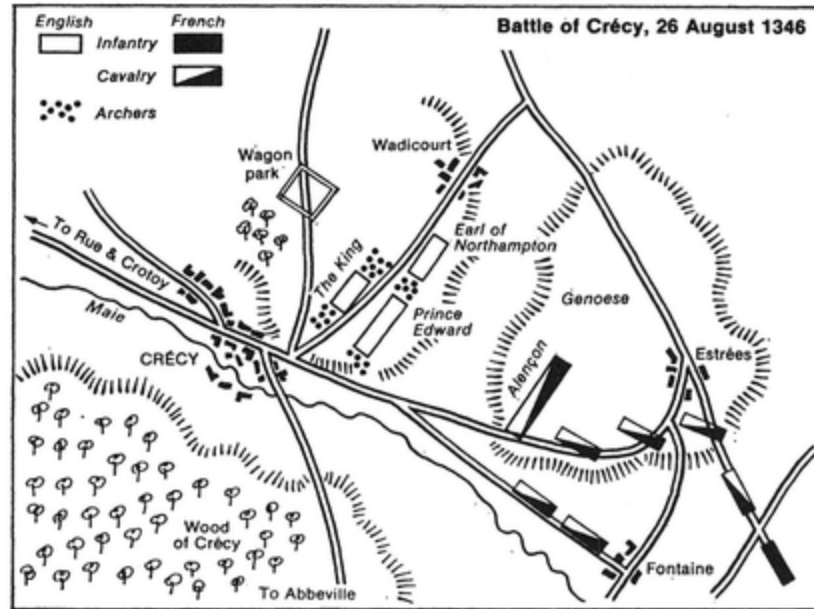 English
French
Battle of Crécy, 26 August 1346
Infantry
Cavalry
Archers
Wagon
park
Wadicourt
To Rue & Crotoy
The King
Earl of
Northampton
Prince
Edward
Genoese
Maie
CRÉCY
Alençon
Estrées
Wood
of Crécy
To Abbeville
Fontaine